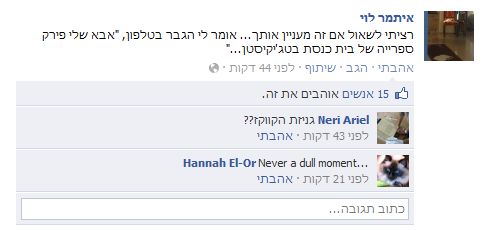 איתמר לוי
רציתי לשאול אם זה מעניין אותך... אומר לי הגבר בטלפון, "אבא שלי פירק
ספרייה של בית כנסת בטג'יקיסטן..."
אהבתי · הגב · שיתוף · לפני 44 דקות ·
15 אנשים אוהבים את זה.
Neri Ariel גניזת הקווקז??
לפני 43 דקות · אהבתי
Hannah El-Or Never a dull moment...
לפני 21 דקות · אהבתי
כתוב תגובה...